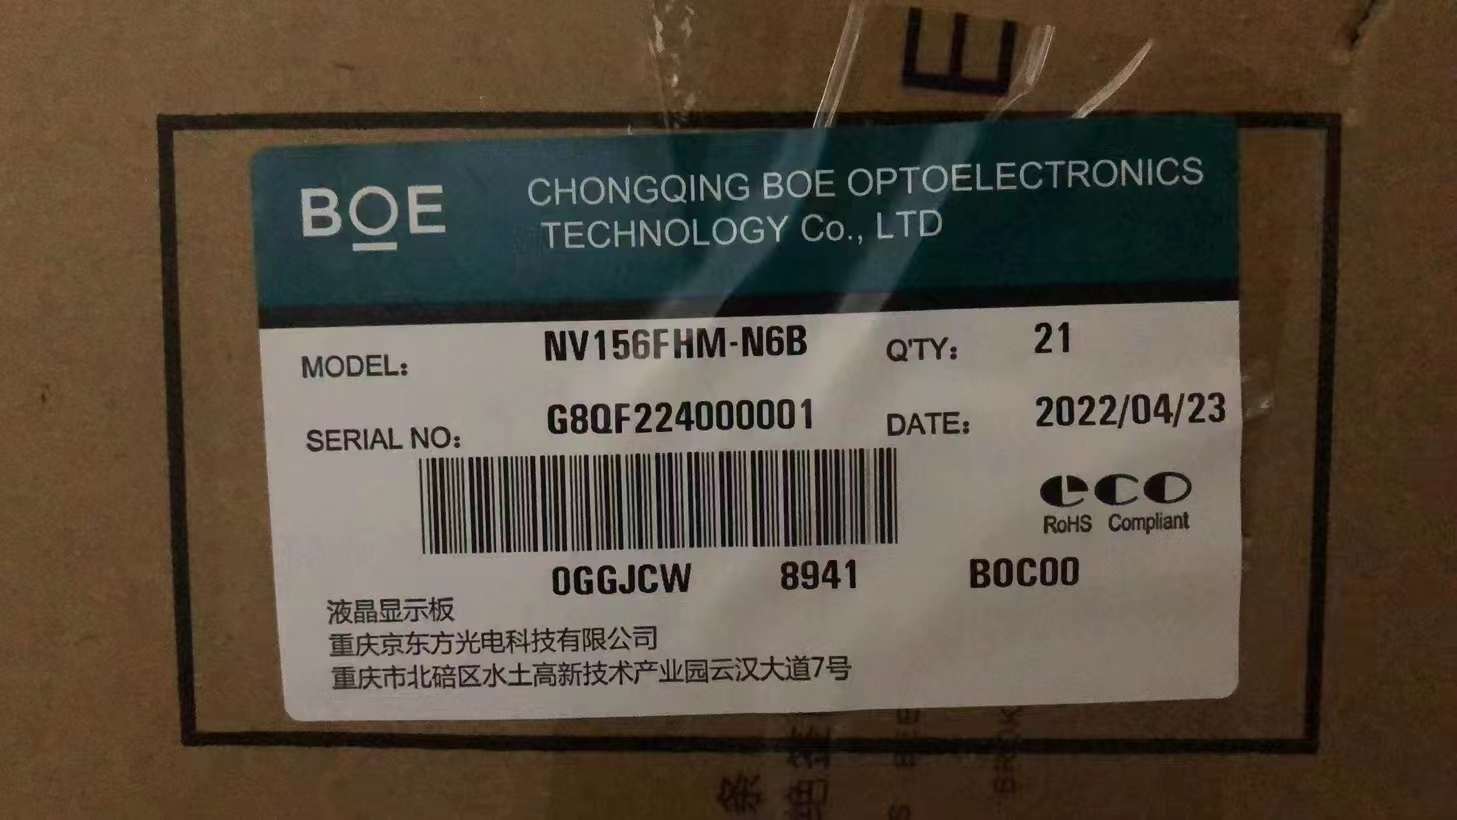 E
BOE
CHONGQING BOE OPTOELECTRONICS
TECHNOLOGY Co., LTD
MODEL: NV156FHM-N6B Q'TY: 21
SERIAL NO: G8QF224000001 DATE: 2022/04/23
eco
RoHS Compliant
0GGJCW 8941 B0C00
液晶显示板
重庆京东方光电科技有限公司
重庆市北碚区水土高新技术产业园云汉大道7号